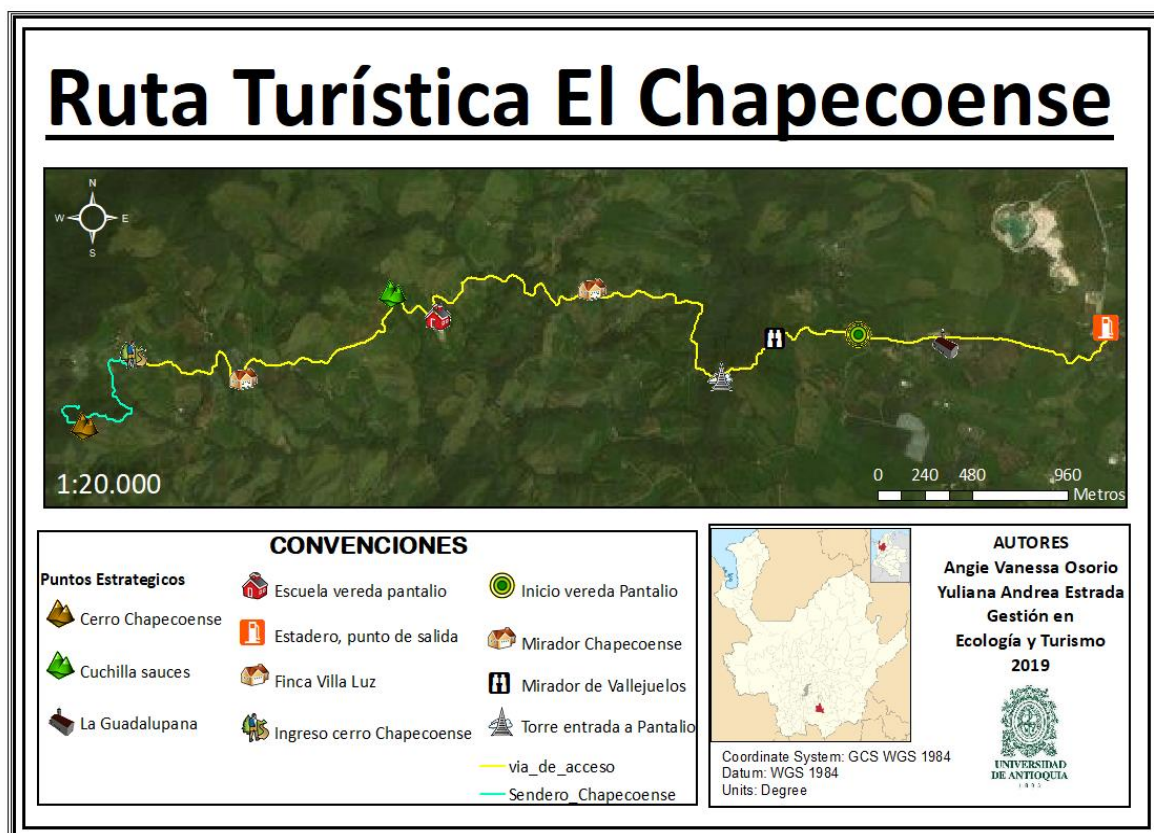 Ruta Turística El Chapecoense
N
W E
S
1:20.000
0 240 480 960
Metros
CONVENCIONES
Puntos Estrategicos
Cerro Chapecoense
Cuchilla sauces
La Guadalupana
Escuela vereda pantalio
Estadero, punto de salida
Finca Villa Luz
Ingreso cerro Chapecoense
Inicio vereda Pantalio
Mirador Chapecoense
Mirador de Vallejuelos
Torre entrada a Pantalio
via_de_acceso
Sendero_Chapecoense
Coordinate System: GCS WGS 1984
Datum: WGS 1984
Units: Degree
AUTORES
Angie Vanessa Osorio
Yuliana Andrea Estrada
Gestión en
Ecología y Turismo
2019
UNIVERSIDAD
DE ANTIOQUIA
1803